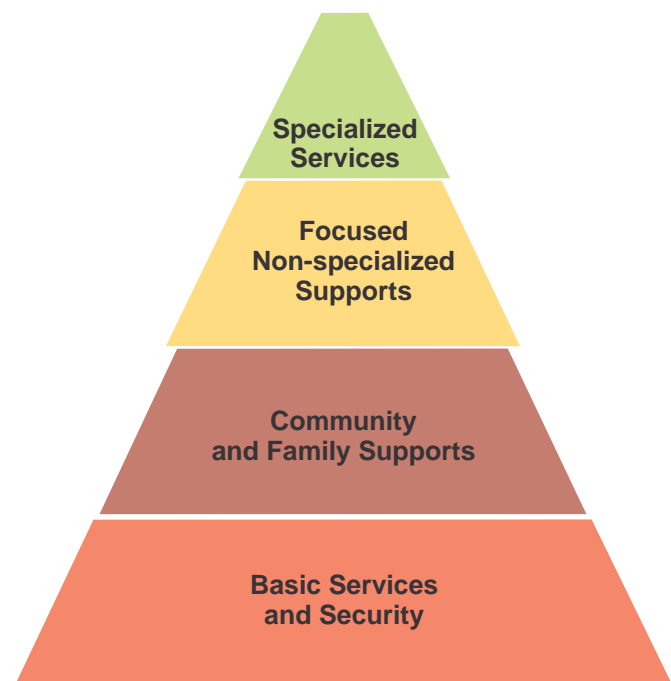 Specialized
Services
Focused
Non-specialized
Supports
Community
and Family Supports
Basic Services
and Security